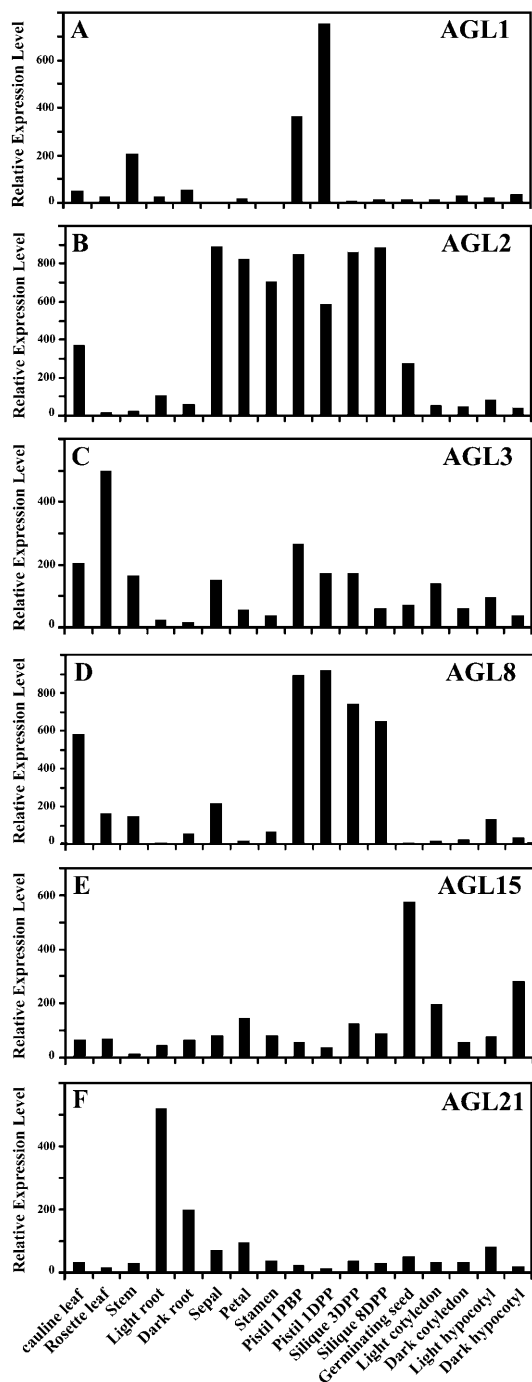 A AGL1
Relative Expression Level
600
400
200
0
B AGL2
Relative Expression Level
800
600
400
200
0
C AGL3
Relative Expression Level
400
200
0
D AGL8
Relative Expression Level
800
600
400
200
0
E AGL15
Relative Expression Level
600
400
200
0
F AGL21
Relative Expression Level
400
200
0
cauline leaf
Rosette leaf
Stem
Light root
Dark root
Sepal
Petal
Stamen
Pistil 1PBP
Pistil 1DPP
Silique 3DPP
Silique 8DPP
Germinating seed
Light cotyledon
Dark cotyledon
Light hypocotyl
Dark hypocotyl